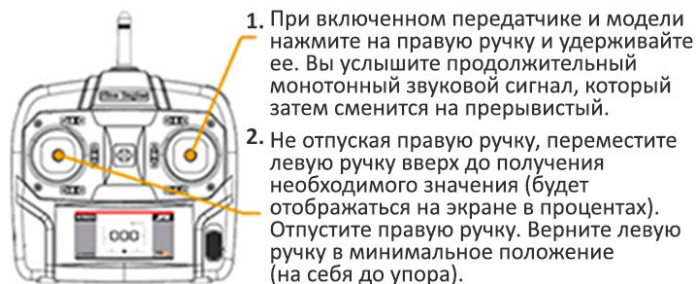 1. При включенном передатчике и модели
нажмите на правую ручку и удерживайте
ее. Вы услышите продолжительный
монотонный звуковой сигнал, который
затем сменится на прерывистый.
2. Не отпуская правую ручку, переместите
левую ручку вверх до получения
необходимого значения (будет
отображаться на экране в процентах).
Отпустите правую ручку. Верните левую
ручку в минимальное положение
(на себя до упора).
000